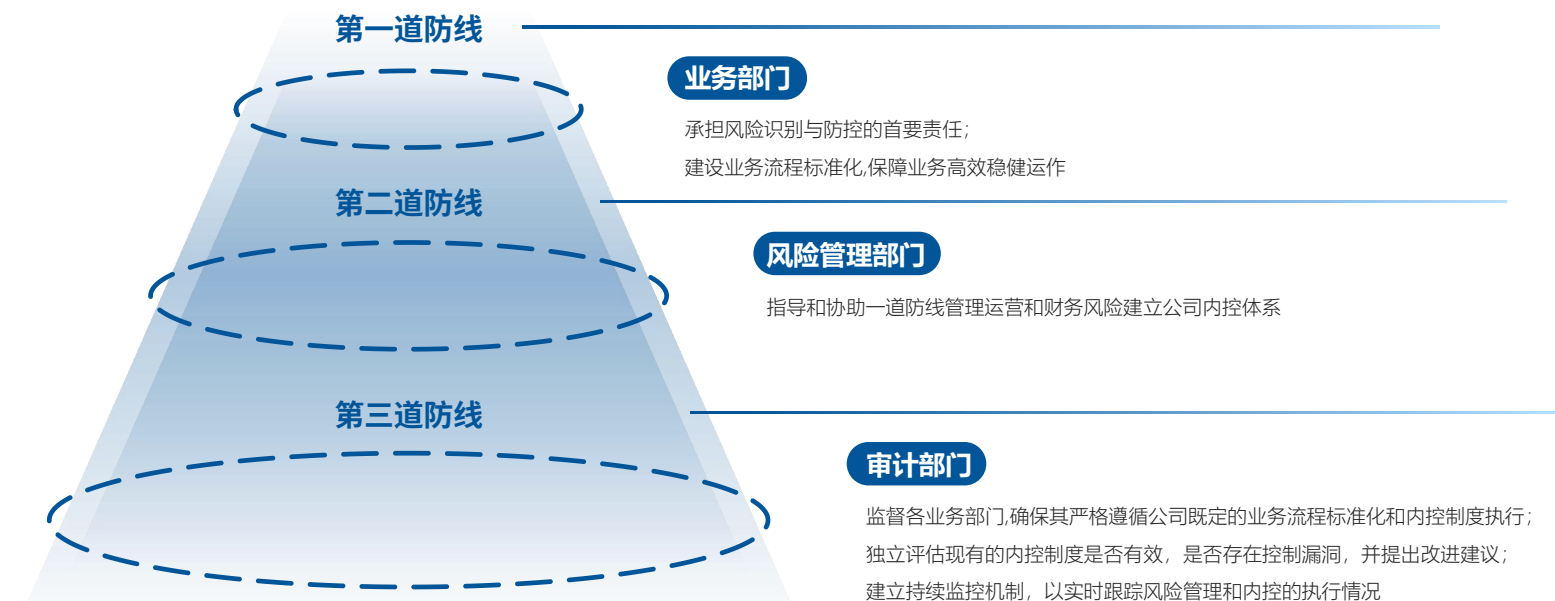 第一道防线
业务部门
承担风险识别与防控的首要责任；
建设业务流程标准化,保障业务高效稳健运作
第二道防线
风险管理部门
指导和协助一道防线管理运营和财务风险建立公司内控体系
第三道防线
审计部门
监督各业务部门,确保其严格遵循公司既定的业务流程标准化和内控制度执行；
独立评估现有的内控制度是否有效，是否存在控制漏洞，并提出改进建议；
建立持续监控机制，以实时跟踪风险管理和内控的执行情况